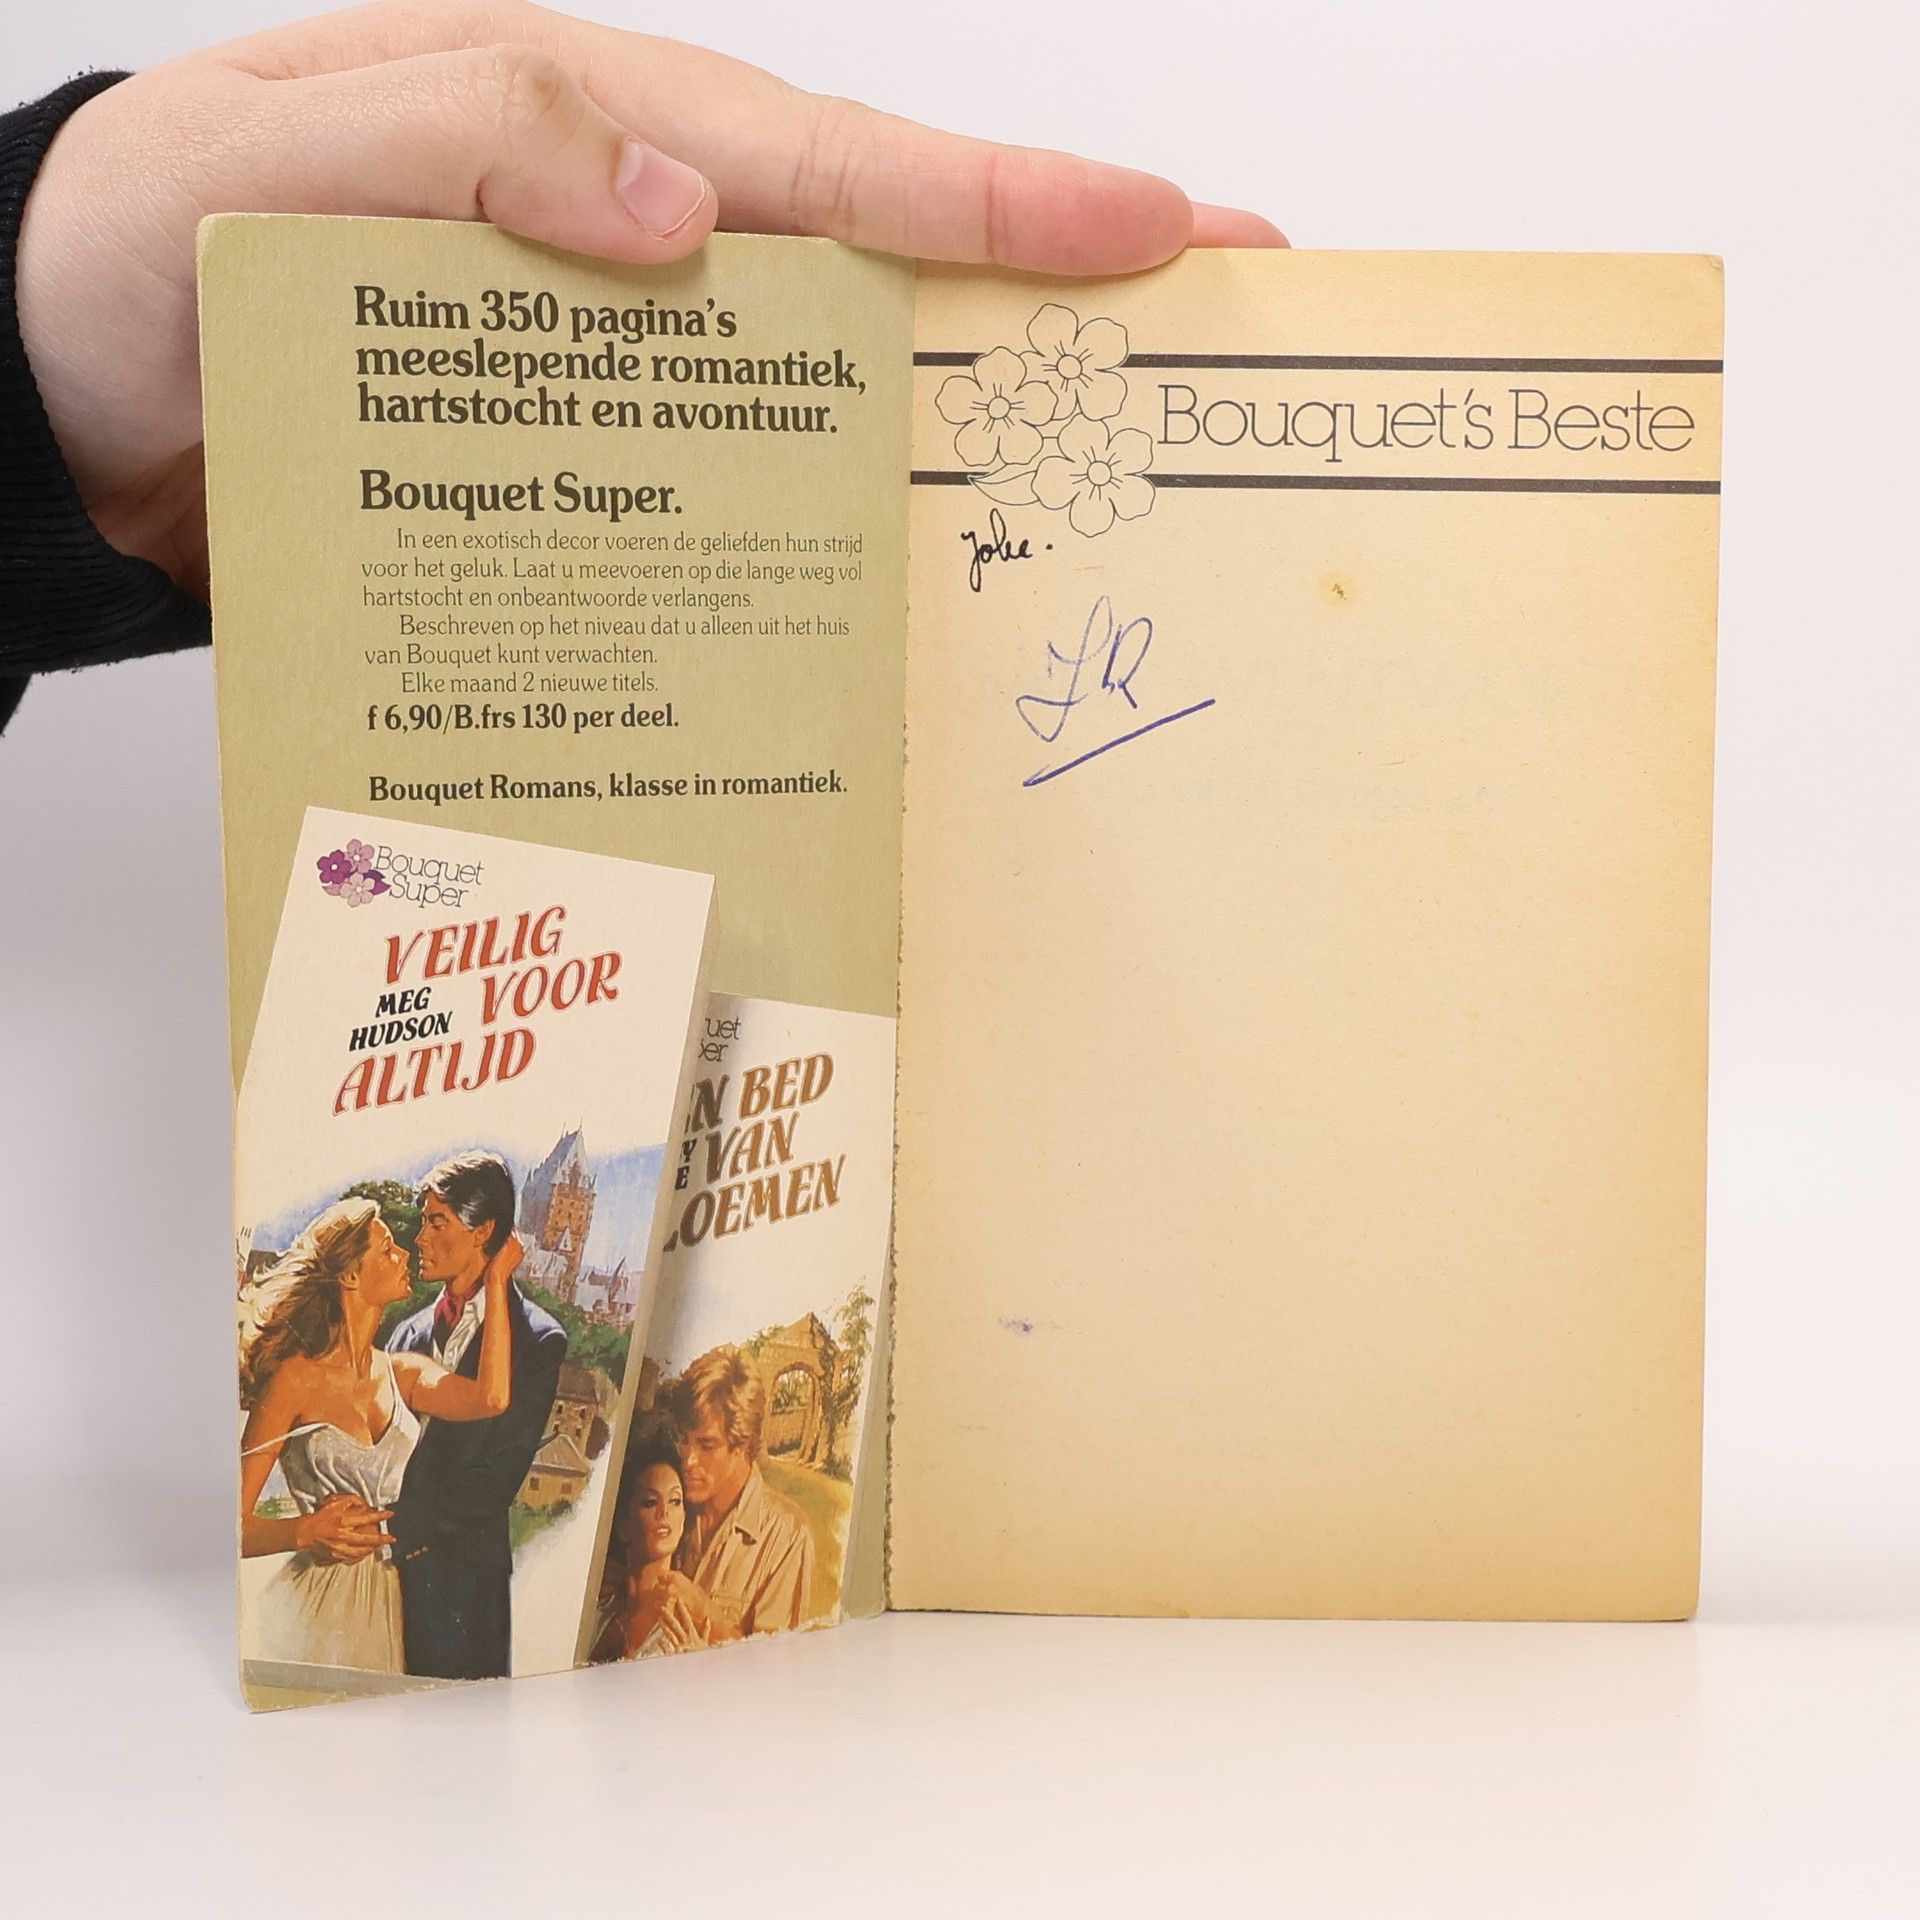 Ruim 350 pagina's
meeslepende romantiek,
hartstocht en avontuur.
Bouquet Super.
In een exotisch decor voeren de geliefden hun strijd
voor het geluk. Laat u meevoeren op die lange weg vol
hartstocht en onbeantwoorde verlangens.
Beschreven op het niveau dat u alleen uit het huis
van Bouquet kunt verwachten.
Elke maand 2 nieuwe titels.
f 6,90/B.frs 130 per deel.
Bouquet Romans, klasse in romantiek.
Bouquet
Super
VEILIG
MEG VOOR
HUDSON
ALTIJD
BED
VAN
OEMEN
Bouquet's Beste